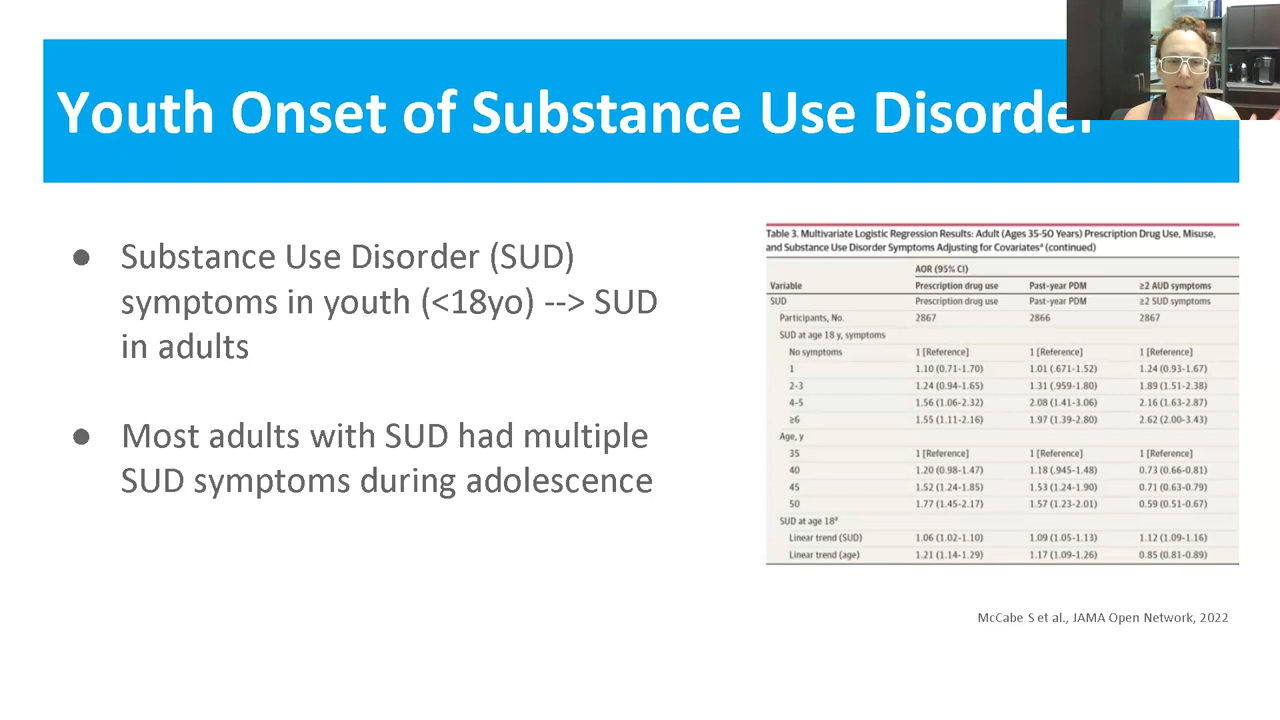 Youth Onset of Substance Use Disorder
● Substance Use Disorder (SUD)
symptoms in youth (<18yo) --> SUD
in adults
● Most adults with SUD had multiple
SUD symptoms during adolescence
Table 3. Multivariate Logistic Regression Results: Adult (Ages 35-50 Years) Prescription Drug Use, Misuse,
and Substance Use Disorder Symptoms Adjusting for Covariatesᵃ (continued)
AOR (95% CI)
Variable Prescription drug use Past-year PDM ≥2 AUD symptoms
SUD Prescription drug use Past-year PDM ≥2 SUD symptoms
Participants, No. 2867 2866 2867
SUD at age 18 y, symptoms
No symptoms 1 [Reference] 1 [Reference] 1 [Reference]
1 1.10 (0.71-1.70) 1.01 (.671-1.52) 1.24 (0.93-1.67)
2-3 1.24 (0.94-1.65) 1.31 (.959-1.80) 1.89 (1.51-2.38)
4-5 1.56 (1.06-2.32) 2.08 (1.41-3.06) 2.16 (1.63-2.87)
≥6 1.55 (1.11-2.16) 1.97 (1.39-2.80) 2.62 (2.00-3.43)
Age, y
35 1 [Reference] 1 [Reference] 1 [Reference]
40 1.20 (0.98-1.47) 1.18 (.945-1.48) 0.73 (0.66-0.81)
45 1.52 (1.24-1.85) 1.53 (1.24-1.90) 0.71 (0.63-0.79)
50 1.77 (1.45-2.17) 1.57 (1.23-2.01) 0.59 (0.51-0.67)
SUD at age 18ᵃ
Linear trend (SUD) 1.06 (1.02-1.10) 1.09 (1.05-1.13) 1.12 (1.09-1.16)
Linear trend (age) 1.21 (1.14-1.29) 1.17 (1.09-1.26) 0.85 (0.81-0.89)
McCabe S et al., JAMA Open Network, 2022